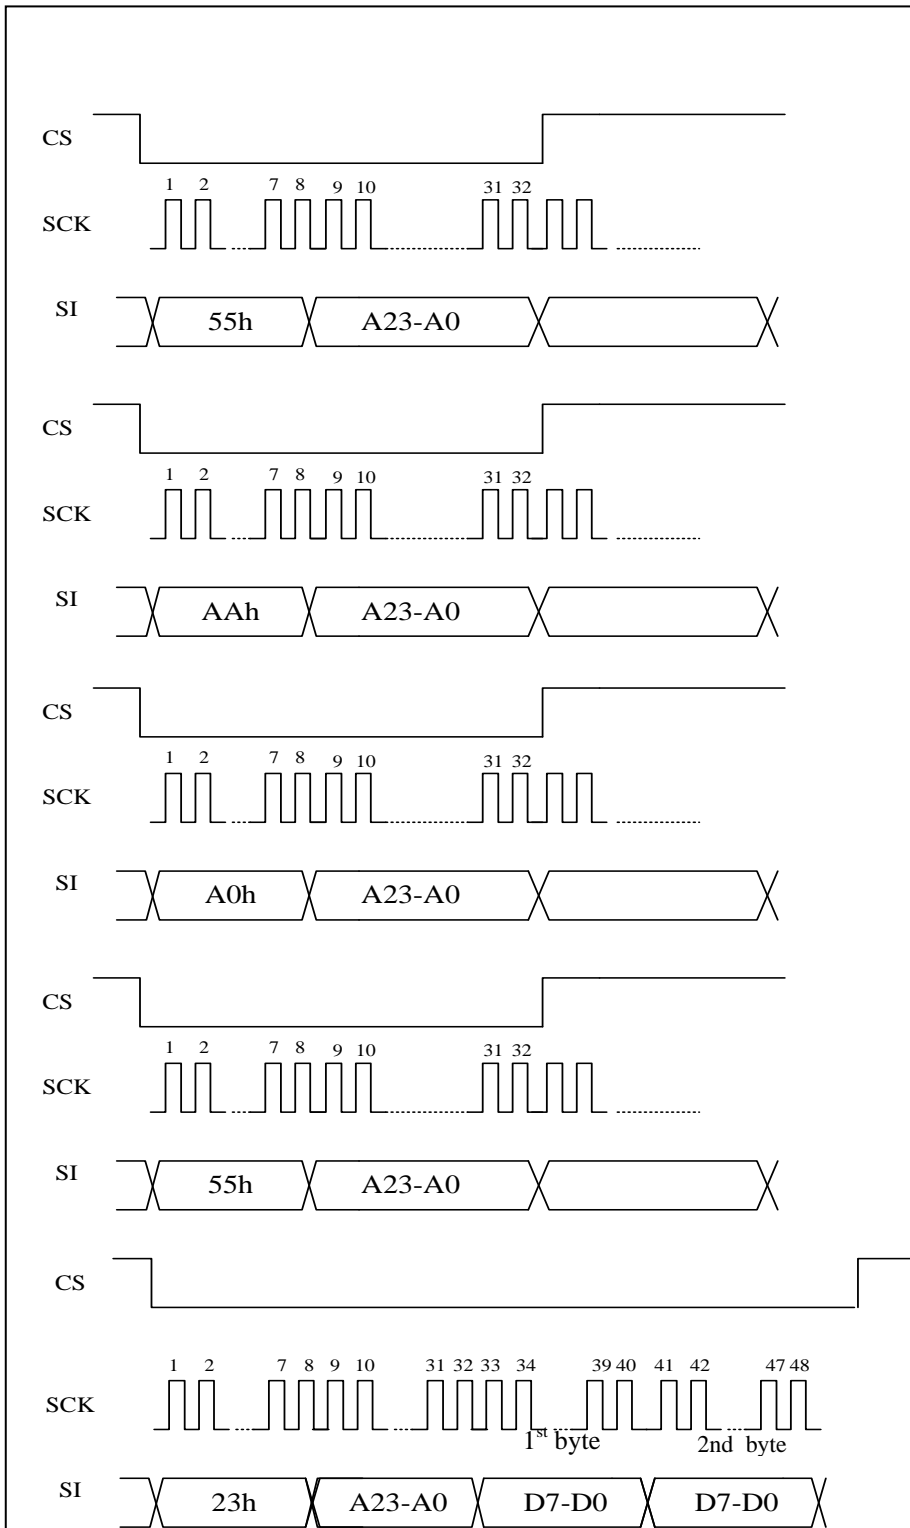 CS
1 2 7 8 9 10 31 32
SCK
SI 55h A23-A0
CS
1 2 7 8 9 10 31 32
SCK
SI AAh A23-A0
CS
1 2 7 8 9 10 31 32
SCK
SI A0h A23-A0
CS
1 2 7 8 9 10 31 32
SCK
SI 55h A23-A0
CS
1 2 7 8 9 10 31 32 33 34 39 40 41 42 47 48
SCK
1st byte 2nd byte
SI 23h A23-A0 D7-D0 D7-D0